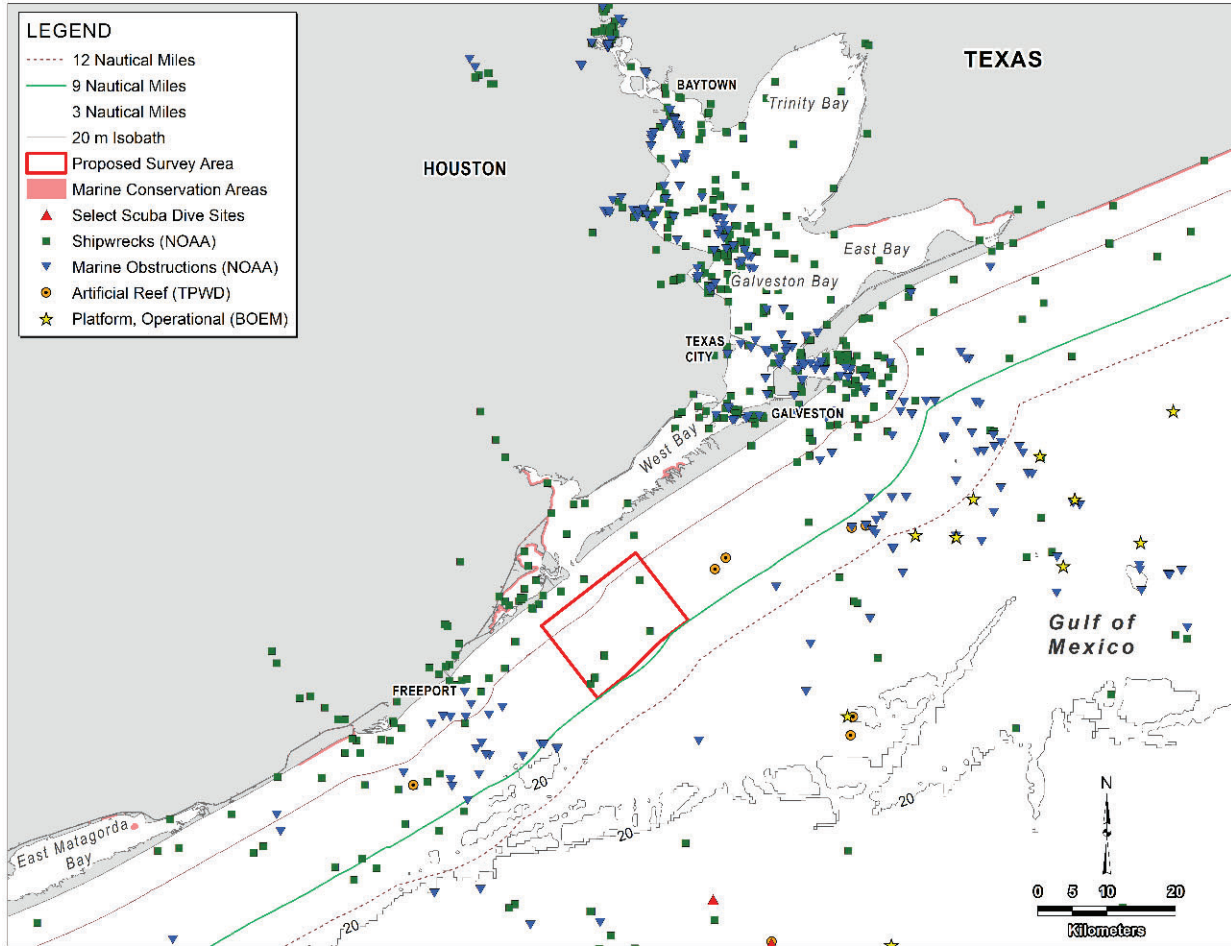 LEGEND
12 Nautical Miles
9 Nautical Miles
3 Nautical Miles
20 m Isobath
Proposed Survey Area
Marine Conservation Areas
Select Scuba Dive Sites
Shipwrecks (NOAA)
Marine Obstructions (NOAA)
Artificial Reef (TPWD)
Platform, Operational (BOEM)
TEXAS
BAYTOWN
Trinity Bay
HOUSTON
East Bay
Galveston Bay
TEXAS
CITY
GALVESTON
West Bay
Gulf of
Mexico
FREEPORT
20
20
20
20
East Matagorda
Bay
N
0 5 10 20
Kilometers